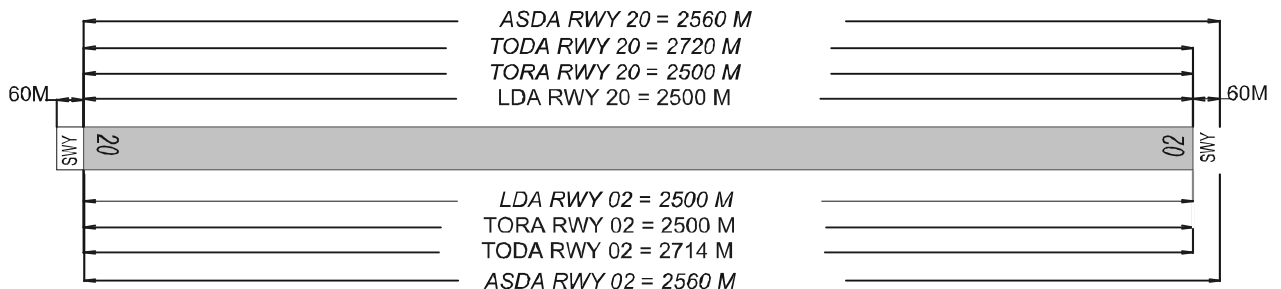 ASDA RWY 20 = 2560 M
TODA RWY 20 = 2720 M
TORA RWY 20 = 2500 M
60M LDA RWY 20 = 2500 M 60M
SWY 20 02 SWY
LDA RWY 02 = 2500 M
TORA RWY 02 = 2500 M
TODA RWY 02 = 2714 M
ASDA RWY 02 = 2560 M